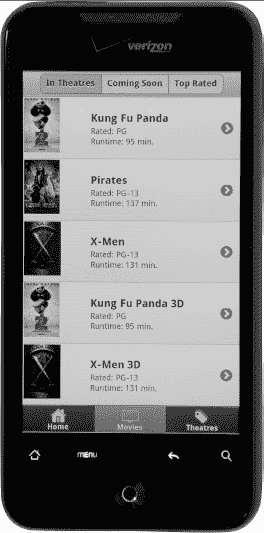 verizon
In Theatres Coming Soon Top Rated
Kung Fu Panda
Rated: PG
Runtime: 95 min.
Pirates
Rated: PG-13
Runtime: 137 min.
X-Men
Rated: PG-13
Runtime: 131 min.
Kung Fu Panda 3D
Rated: PG
Runtime: 95 min.
X-Men 3D
Rated: PG-13
Runtime: 131 min.
Home Movies Theatres
MENU